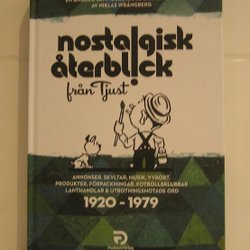 AV NIKLAS WRÅNGBERG
nostalgisk
återblick
från Tjust
ANNONSER, SKYLTAR, MUSIK, VYKORT,
PRODUKTER, FÖRPACKNINGAR, FOTBOLLSKLUBBAR
LANTHANDLAR & UTROTNINGSHOTADE ORD
1920 - 1979